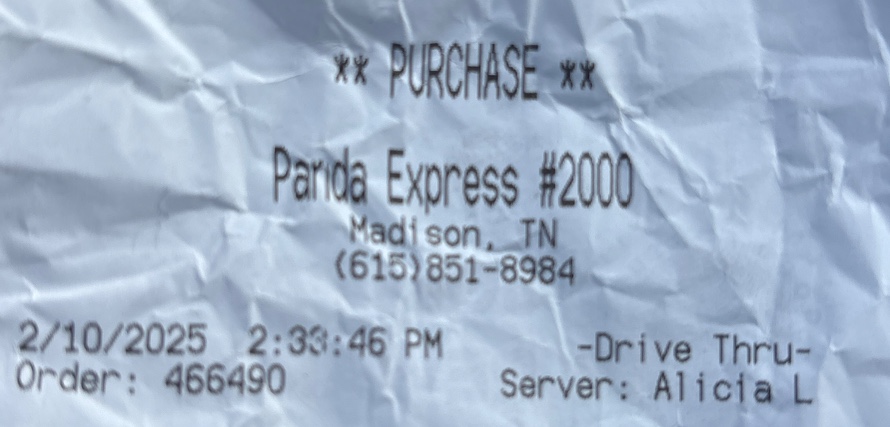 ** PURCHASE **
Panda Express #2000
Madison, TN
(615)851-8984
2/10/2025 2:33:46 PM -Drive Thru-
Order: 466490 Server: Alicia L